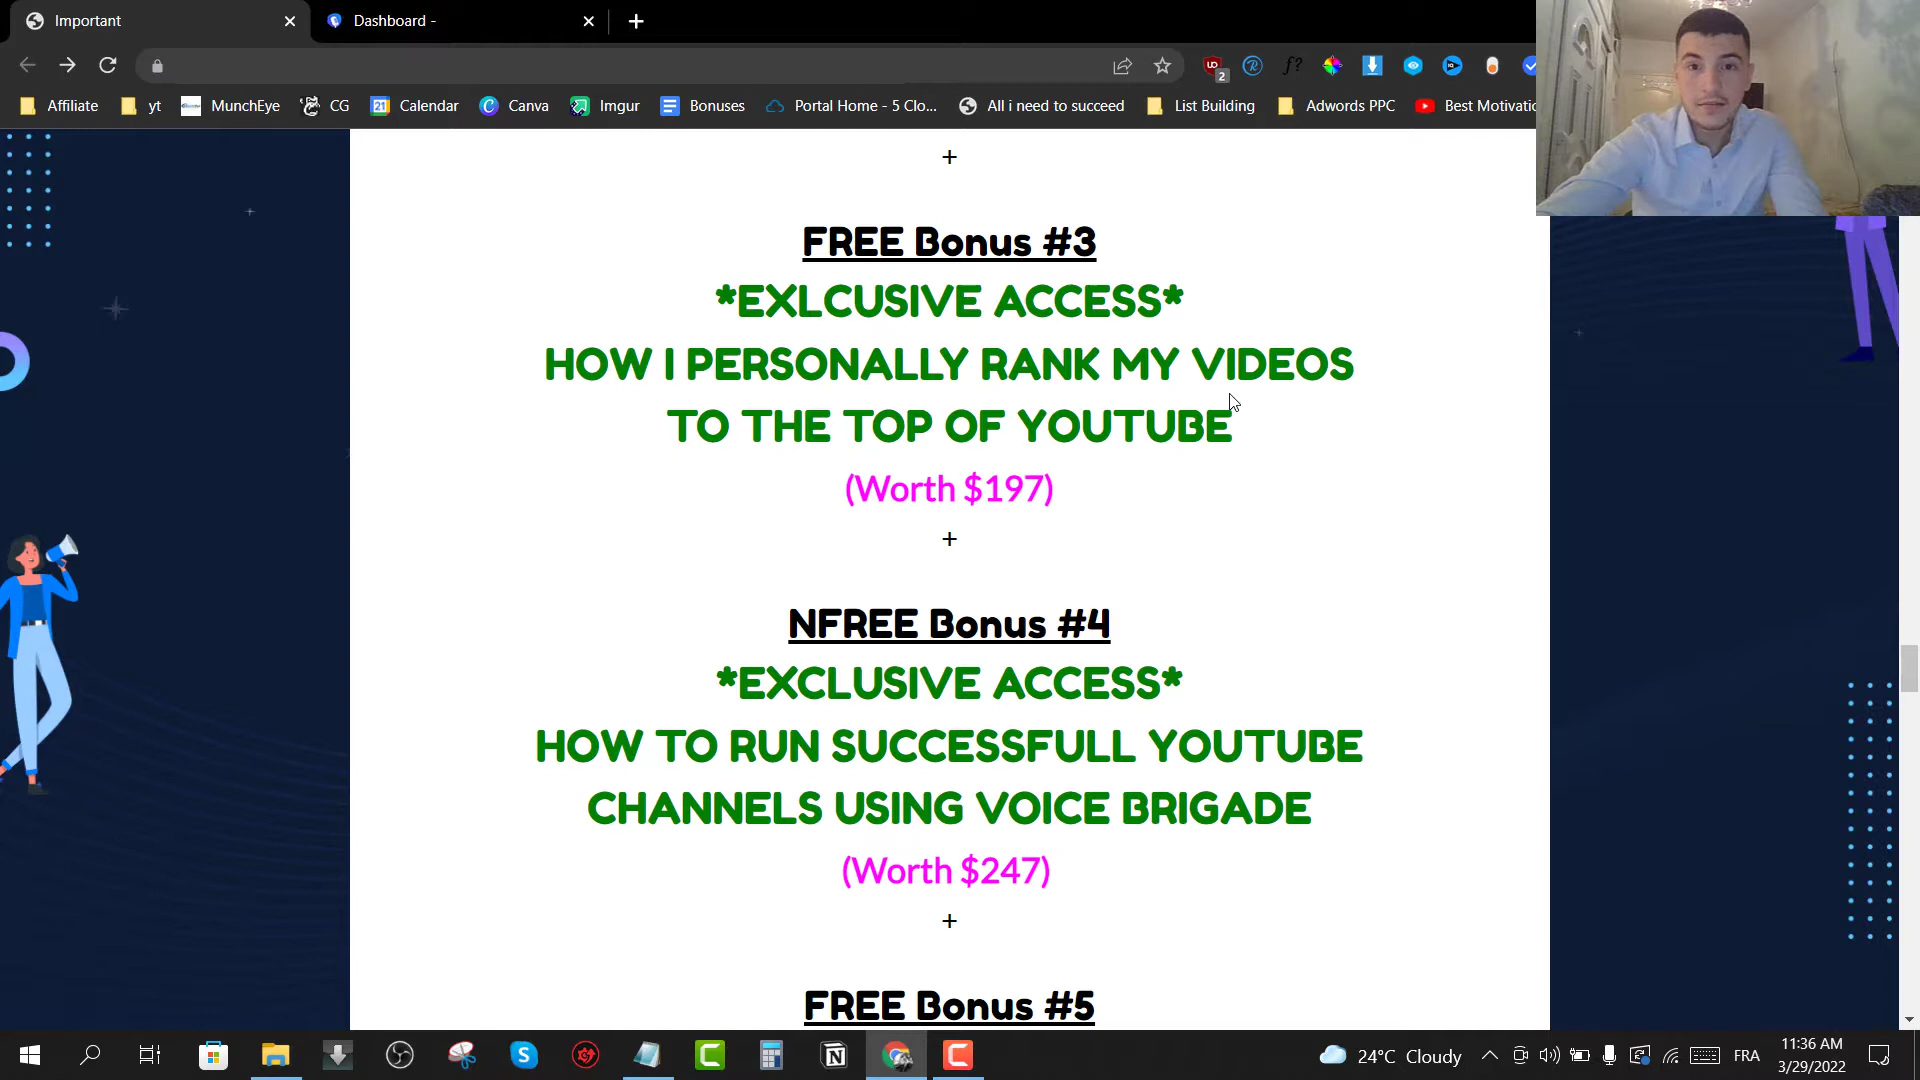 Important
Dashboard -
Affiliate
yt
MunchEye
CG
Calendar
Canva
Imgur
Bonuses
Portal Home - 5 Clo...
All i need to succeed
List Building
Adwords PPC
Best Motivatio
+
FREE Bonus #3
*EXLCUSIVE ACCESS*
HOW I PERSONALLY RANK MY VIDEOS
TO THE TOP OF YOUTUBE
(Worth $197)
+
NFREE Bonus #4
*EXCLUSIVE ACCESS*
HOW TO RUN SUCCESSFULL YOUTUBE
CHANNELS USING VOICE BRIGADE
(Worth $247)
+
FREE Bonus #5
24°C Cloudy
FRA
11:36 AM
3/29/2022